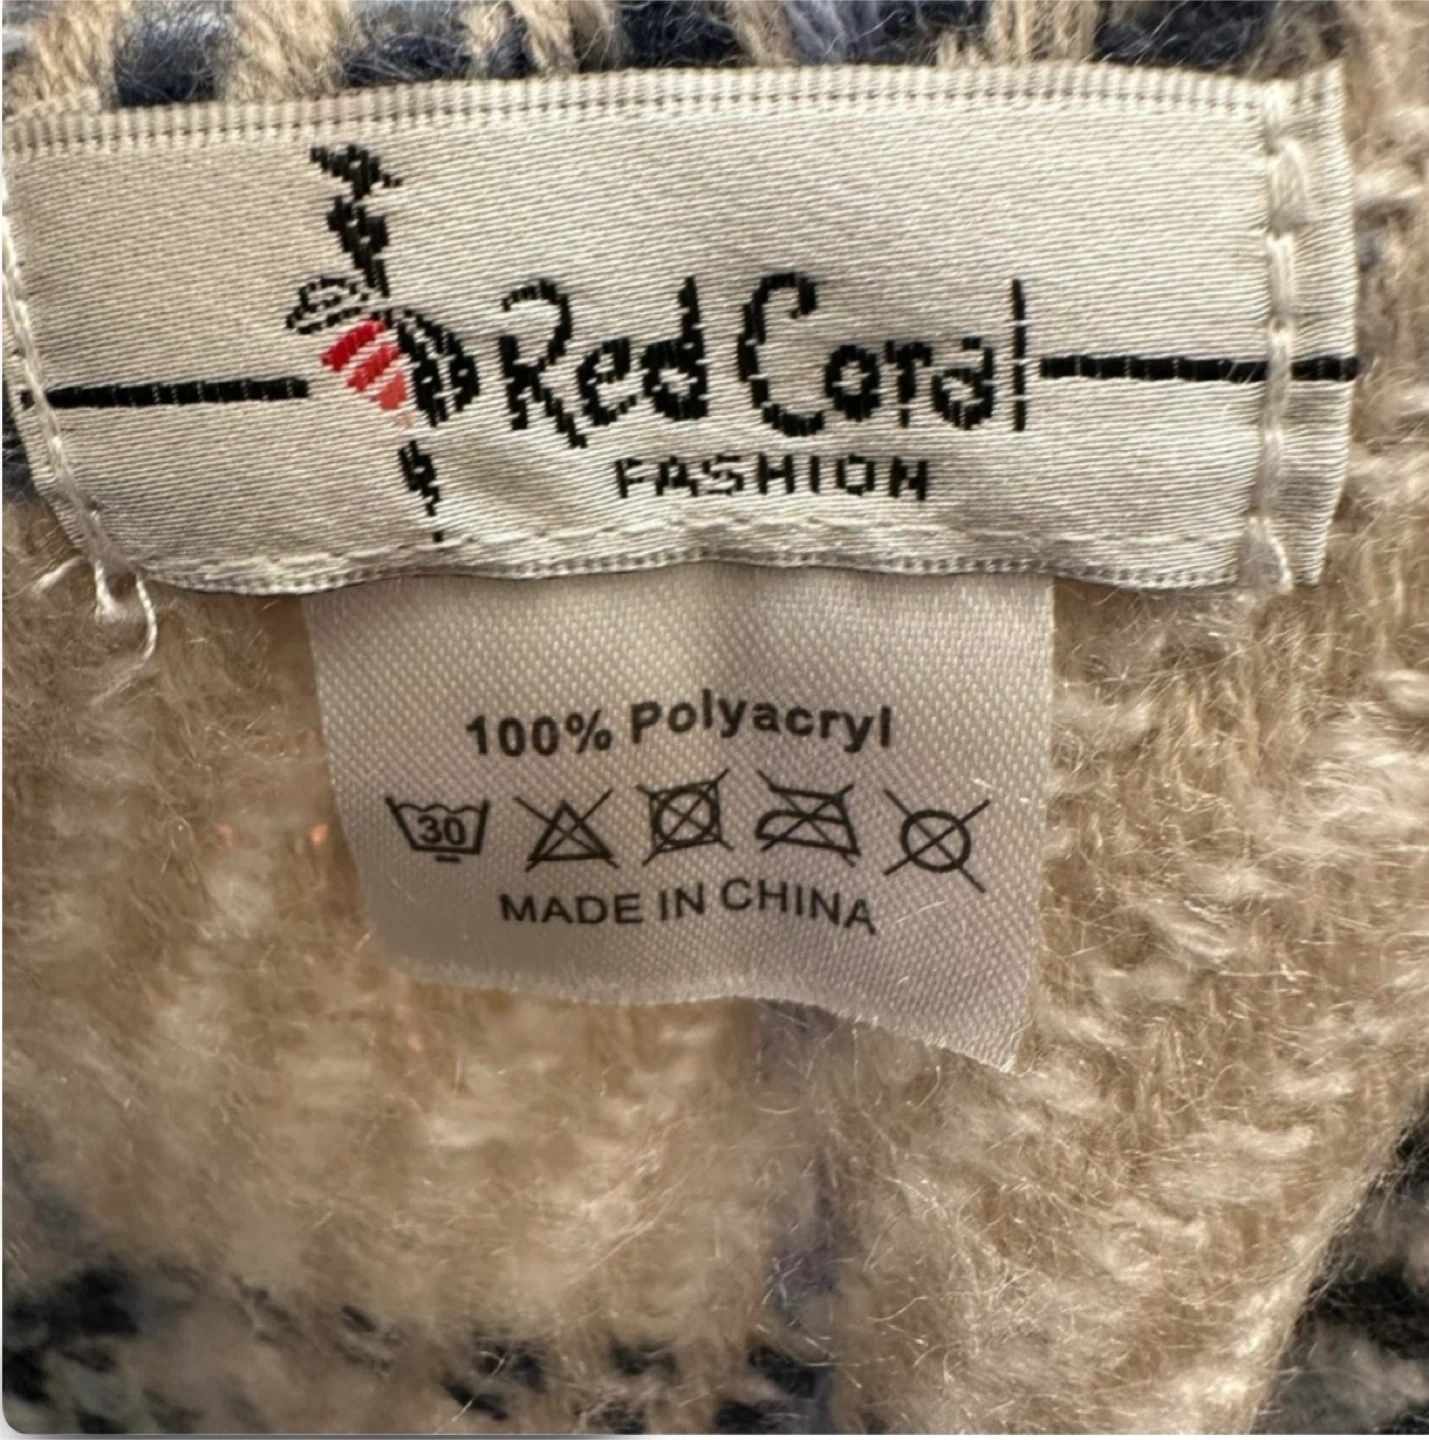 Red Coral
FASHION
100% Polyacryl
30
MADE IN CHINA